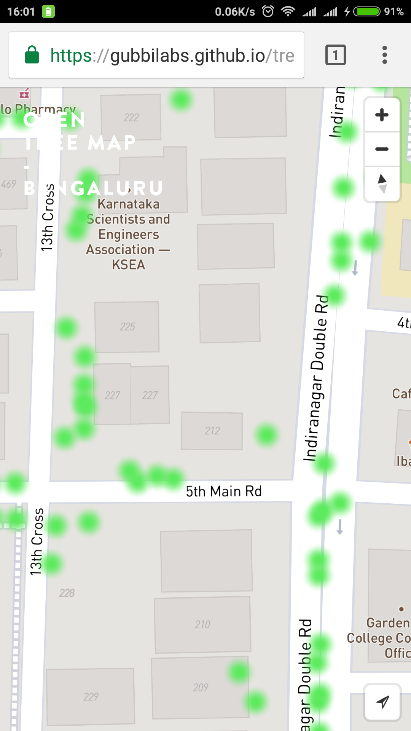 16:01
0.06K/s
91%
https://gubbilabs.github.io/tre
1
lo Pharmacy
OPEN
TREE MAP
-
BENGALURU
222
Indiran
469
13th Cross
Karnataka
Scientists and
Engineers
Association —
KSEA
225
Indiranagar Double Rd
4t
227
227
Caf
212
Iba
5th Main Rd
13th Cross
228
210
Garden
College Co
Offic
209
229
agar Double Rd